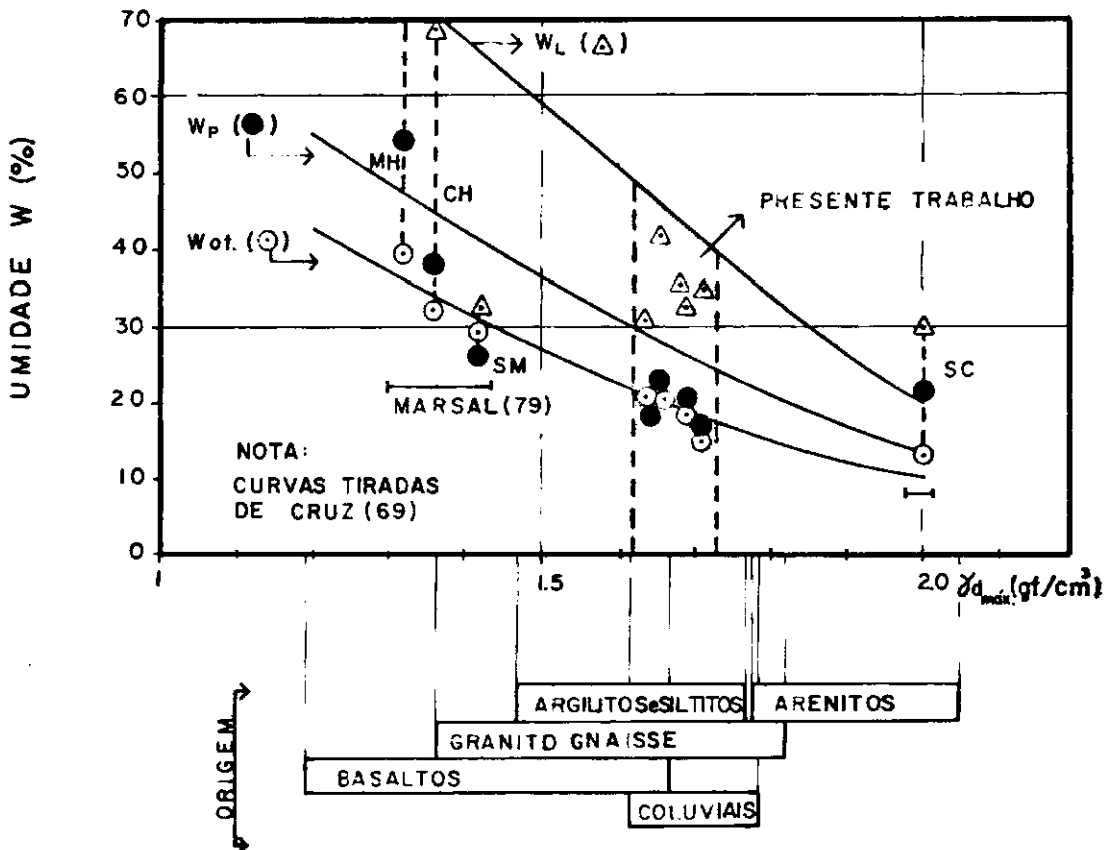 UMIDADE W (%)
70
60
50
40
30
20
10
0
WL (△)
WP (●)
Wot. (⊙)
MH
CH
SM
SC
PRESENTE TRABALHO
MARSAL (79)
NOTA:
CURVAS TIRADAS
DE CRUZ (69)
1
1.5
2.0
γd máx. (gf/cm³)
ORIGEM
ARGILITOS e SILTITOS
ARENITOS
GRANITO GNAISSE
BASALTOS
COLUVIAIS